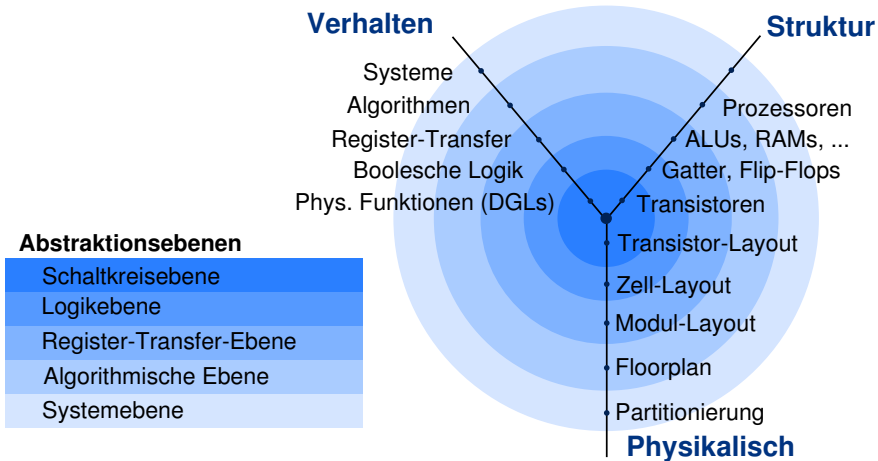 Verhalten
Struktur
Systeme
Algorithmen
Prozessoren
Register-Transfer
ALUs, RAMs, ...
Boolesche Logik
Gatter, Flip-Flops
Phys. Funktionen (DGLs)
Transistoren
Transistor-Layout
Zell-Layout
Modul-Layout
Floorplan
Partitionierung
Physikalisch
Abstraktionsebenen
Schaltkreisebene
Logikebene
Register-Transfer-Ebene
Algorithmische Ebene
Systemebene